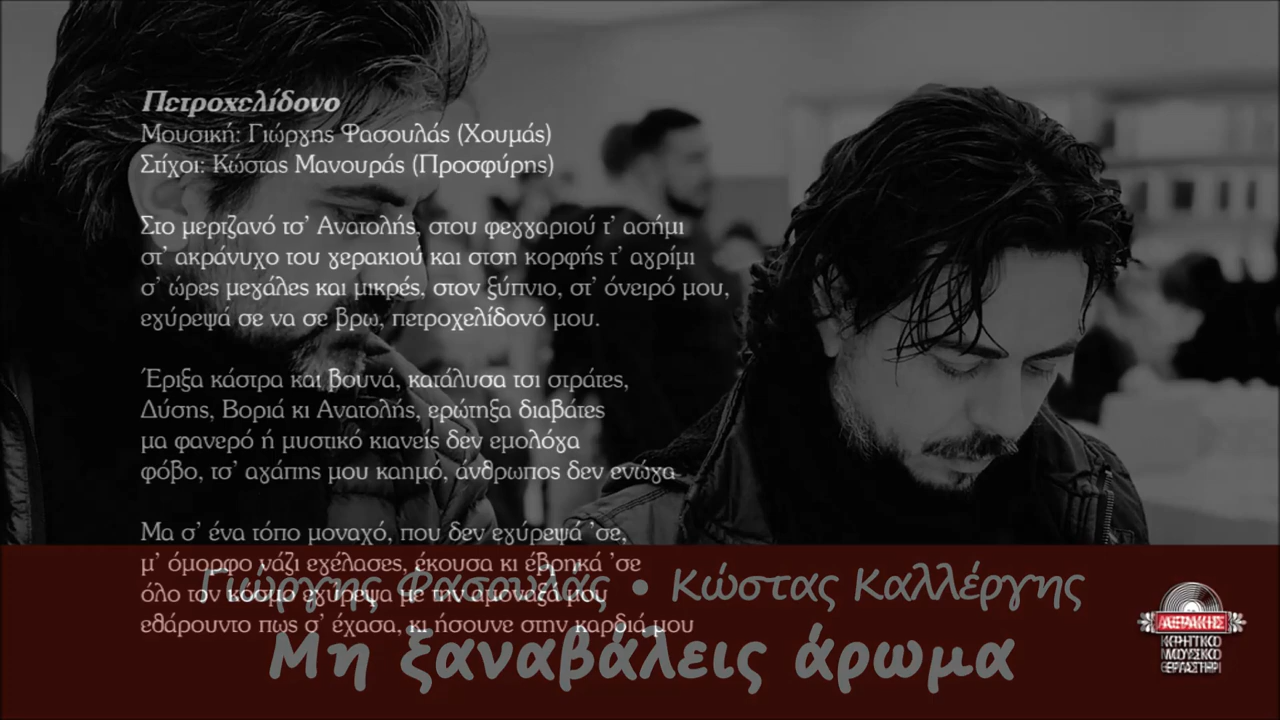 Πετροχελίδονο
Μουσική: Γιώργης Φασουλάς (Χουμάς)
Στίχοι: Κώστας Μανουράς (Προσφύρης)
Στο μερτζανό τσ' Ανατολής, στου φεγγαριού τ' ασήμι
στ' ακράνυχο του γερακιού και στση κορφής τ' αγρίμι
σ' ώρες μεγάλες και μικρές, στον ξύπνιο, στ' όνειρό μου,
εγύρεψά σε να σε βρω, πετροχελίδονό μου.
Έριξα κάστρα και βουνά, κατάλυσα τσι στράτες,
Δύσης, Βοριά κι Ανατολής, ερώτηξα διαβάτες
μα φανερό ή μυστικό κιανείς δεν εμολόγα
φόβο, τσ' αγάπης μου καημό, άνθρωπος δεν ενώγα
Μα σ' ένα τόπο μοναχό, που δεν εγύρεψά 'σε,
μ' όμορφο νάζι εγέλασες, έκουσα κι έβρηκά 'σε
όλο τον κόσμο εγύρεψα με την αμοναξά μου
εθάρουντο πως σ' έχασα, κι ήσουνε στην καρδιά μου
Γιώργης Φασουλάς • Κώστας Καλλέργης
Μη ξαναβάλεις άρωμα
ΑΕΡΑΚΗΣ
ΚΡΗΤΙΚΟ
ΜΟΥΣΙΚΟ
ΕΡΓΑΣΤΗΡΙ